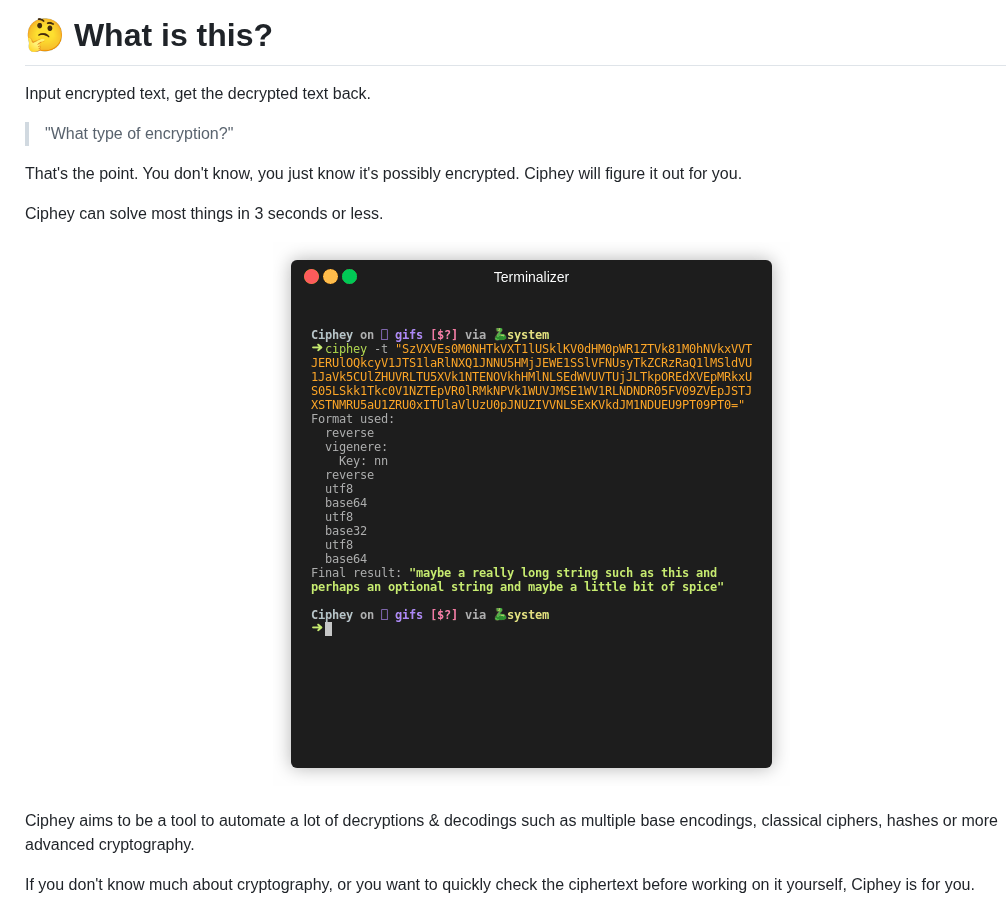 🤔 What is this?
Input encrypted text, get the decrypted text back.
"What type of encryption?"
That's the point. You don't know, you just know it's possibly encrypted. Ciphey will figure it out for you.
Ciphey can solve most things in 3 seconds or less.
Terminalizer
Ciphey on gifs [$?] via 🐍system
➜ciphey -t "SzVXVEs0M0NHTkVXT1lUSklKV0dHM0pWR1ZTVk81M0hNVkxVVT
JERUlOQkcyV1JTS1laRlNXQ1JNNU5HMjJEWE1SSlVFNUsyTkZCRzRaQ1lMSldVU
1JaVk5CUlZHUVRLTU5XVk1NTENOVkhHMlNLSEdWVUVTUjJLTkpOREdXVEpMRkxU
S05LSkk1Tkc0V1NZTEpVR0lRMkNPVk1WUVJMSE1WV1RLNDNDR05FV09ZVEpJSTJ
XSTNMRU5aU1ZRU0xITUlaVlUzU0pJNUZIVVNLSExKVkdJM1NDUEU9PT09PT0="
Format used:
reverse
vigenere:
Key: nn
reverse
utf8
base64
utf8
base32
utf8
base64
Final result: "maybe a really long string such as this and
perhaps an optional string and maybe a little bit of spice"
Ciphey on gifs [$?] via 🐍system
➜
Ciphey aims to be a tool to automate a lot of decryptions & decodings such as multiple base encodings, classical ciphers, hashes or more
advanced cryptography.
If you don't know much about cryptography, or you want to quickly check the ciphertext before working on it yourself, Ciphey is for you.